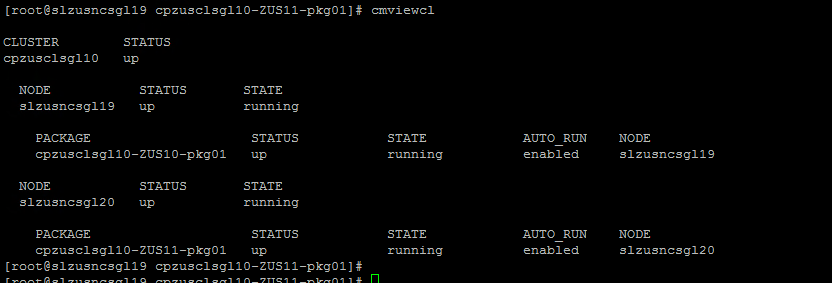 [root@slzusncsgl19 cpzusclsgl10-ZUS11-pkg01]# cmviewcl
CLUSTER STATUS
cpzusclsgl10 up
NODE STATUS STATE
slzusncsgl19 up running
PACKAGE STATUS STATE AUTO_RUN NODE
cpzusclsgl10-ZUS10-pkg01 up running enabled slzusncsgl19
NODE STATUS STATE
slzusncsgl20 up running
PACKAGE STATUS STATE AUTO_RUN NODE
cpzusclsgl10-ZUS11-pkg01 up running enabled slzusncsgl20
[root@slzusncsgl19 cpzusclsgl10-ZUS11-pkg01]#
[root@slzusncsgl19 cpzusclsgl10-ZUS11-pkg01]#